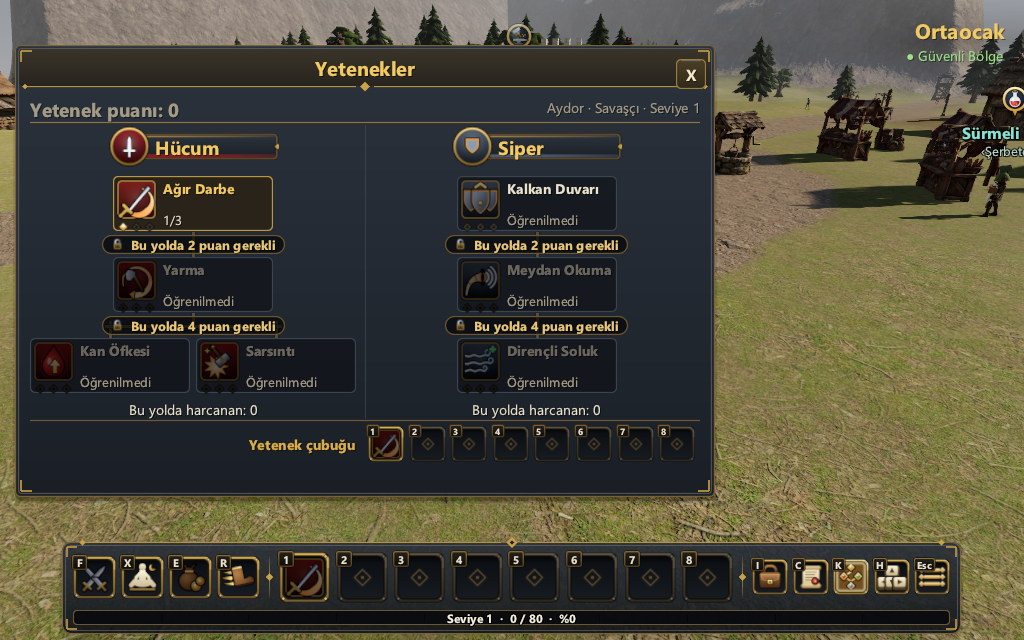 Ortaocak
Güvenli Bölge
Sürmeli
Yetenekler
X
Yetenek puanı: 0
Aydor · Savaşçı · Seviye 1
Hücum
Siper
Ağır Darbe
1/3
Kalkan Duvarı
Öğrenilmedi
Bu yolda 2 puan gerekli
Bu yolda 2 puan gerekli
Yarma
Öğrenilmedi
Meydan Okuma
Öğrenilmedi
Bu yolda 4 puan gerekli
Bu yolda 4 puan gerekli
Kan Öfkesi
Öğrenilmedi
Sarsıntı
Öğrenilmedi
Dirençli Soluk
Öğrenilmedi
Bu yolda harcanan: 0
Bu yolda harcanan: 0
Yetenek çubuğu
1 2 3 4 5 6 7 8
F X E R 1 2 3 4 5 6 7 8 I C K H Esc
Seviye 1 · 0 / 80 · %0